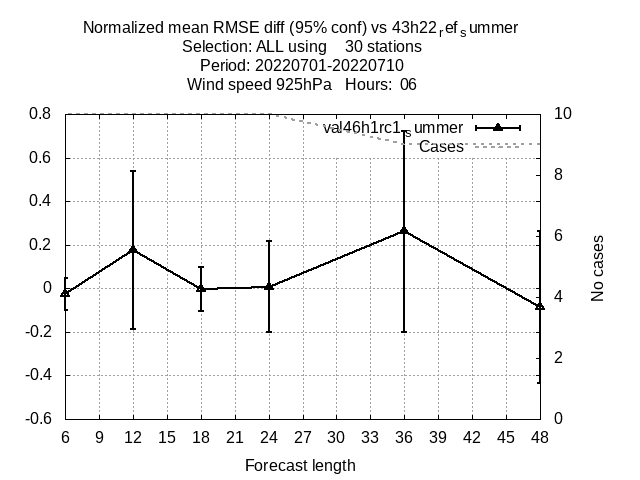 Normalized mean RMSE diff (95% conf) vs 43h22ref summer
Selection: ALL using 30 stations
Period: 20220701-20220710
Wind speed 925hPa Hours: 06
val46h1rc1summer
Cases
0.8
0.6
0.4
0.2
0
-0.2
-0.4
-0.6
10
8
6
4
2
0
No cases
6 9 12 15 18 21 24 27 30 33 36 39 42 45 48
Forecast length